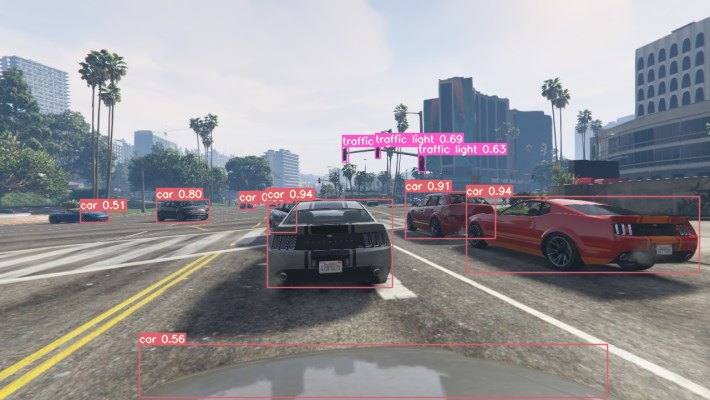 traffic
traffic light 0.69
traffic light 0.63
car 0.51
car 0.80
car 0.94
car 0.91
car 0.94
car 0.56